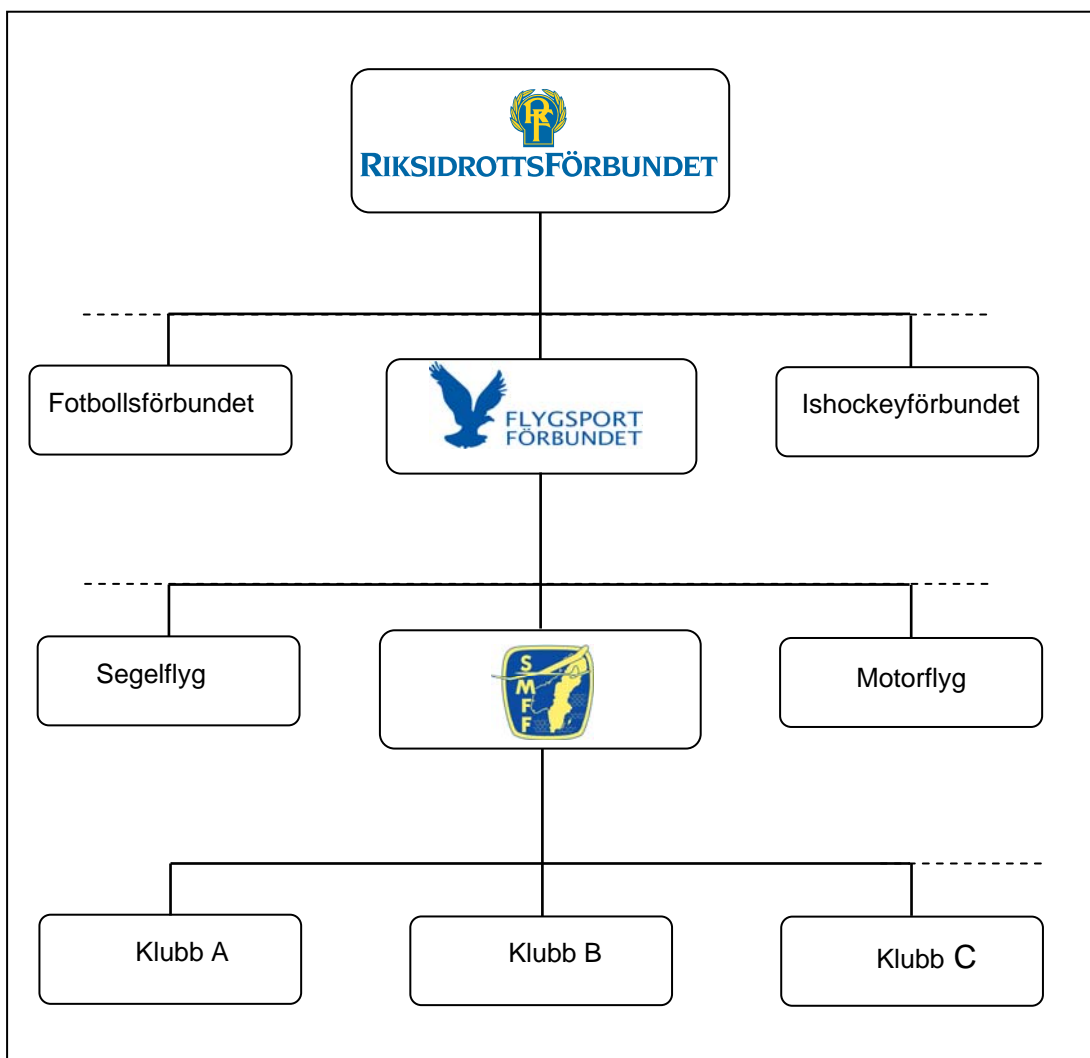 RF
RIKSIDROTTSFÖRBUNDET
Fotbollsförbundet
FLYGSPORT
FÖRBUNDET
Ishockeyförbundet
Segelflyg
SMFF
Motorflyg
Klubb A
Klubb B
Klubb C